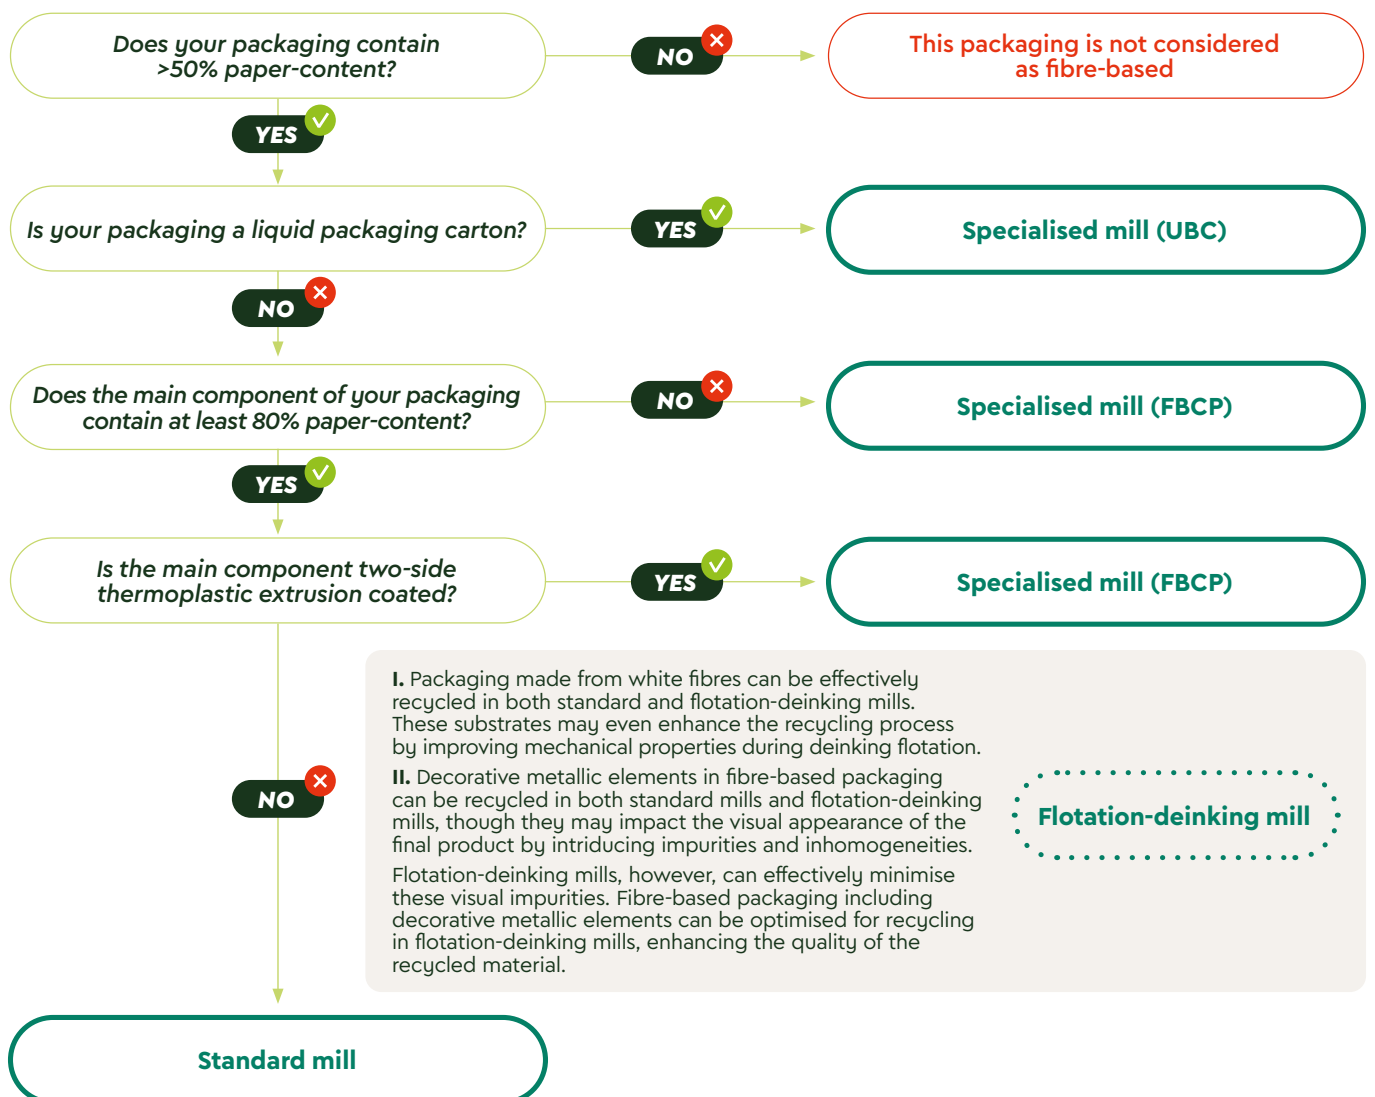 Does your packaging contain
>50% paper-content?
NO
This packaging is not considered
as fibre-based
YES
Is your packaging a liquid packaging carton?
YES
Specialised mill (UBC)
NO
Does the main component of your packaging
contain at least 80% paper-content?
NO
Specialised mill (FBCP)
YES
Is the main component two-side
thermoplastic extrusion coated?
YES
Specialised mill (FBCP)
I. Packaging made from white fibres can be effectively
recycled in both standard and flotation-deinking mills.
These substrates may even enhance the recycling process
by improving mechanical properties during deinking flotation.
II. Decorative metallic elements in fibre-based packaging
can be recycled in both standard mills and flotation-deinking
mills, though they may impact the visual appearance of the
final product by intriducing impurities and inhomogeneities.
Flotation-deinking mills, however, can effectively minimise
these visual impurities. Fibre-based packaging including
decorative metallic elements can be optimised for recycling
in flotation-deinking mills, enhancing the quality of the
recycled material.
Flotation-deinking mill
NO
Standard mill